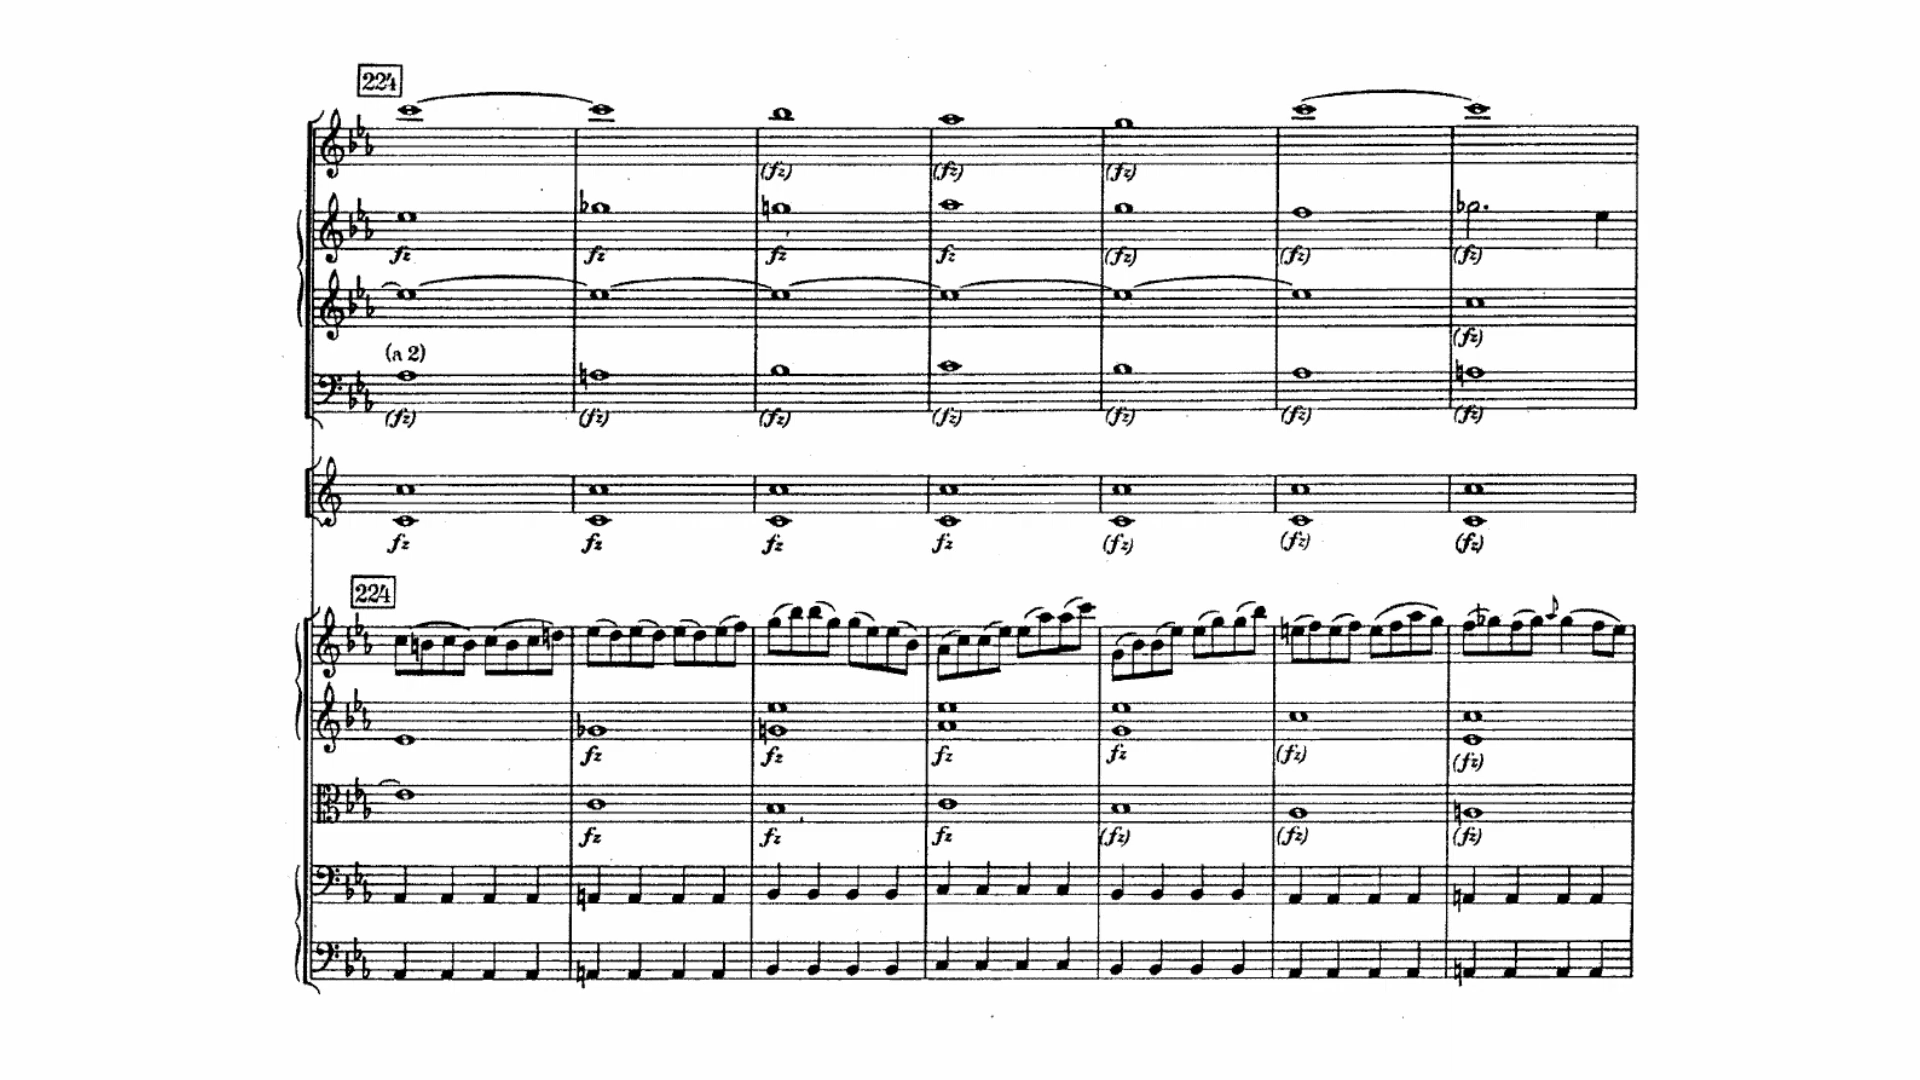 224
(fz) (fz) (fz)
fz fz fz fz (fz) (fz) (fz)
(fz)
(a 2)
(fz) (fz) (fz) (fz) (fz) (fz) (fz)
fz fz fz fz (fz) (fz) (fz)
224
fz fz fz fz (fz) (fz)
fz fz fz (fz) (fz) (fz)